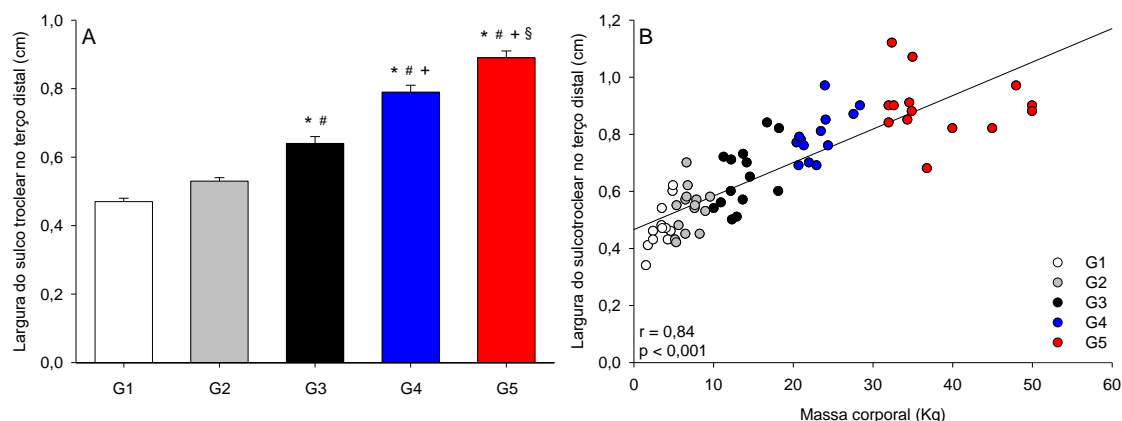 A
Largura do sulco troclear no terço distal (cm)
1,0
0,8
0,6
0,4
0,2
0,0
* #
* # +
* # + §
G1 G2 G3 G4 G5
B
Largura do sulcotroclear no terço distal (cm)
1,2
1,0
0,8
0,6
0,4
0,2
0,0
G1
G2
G3
G4
G5
r = 0,84
p < 0,001
0 10 20 30 40 50 60
Massa corporal (Kg)